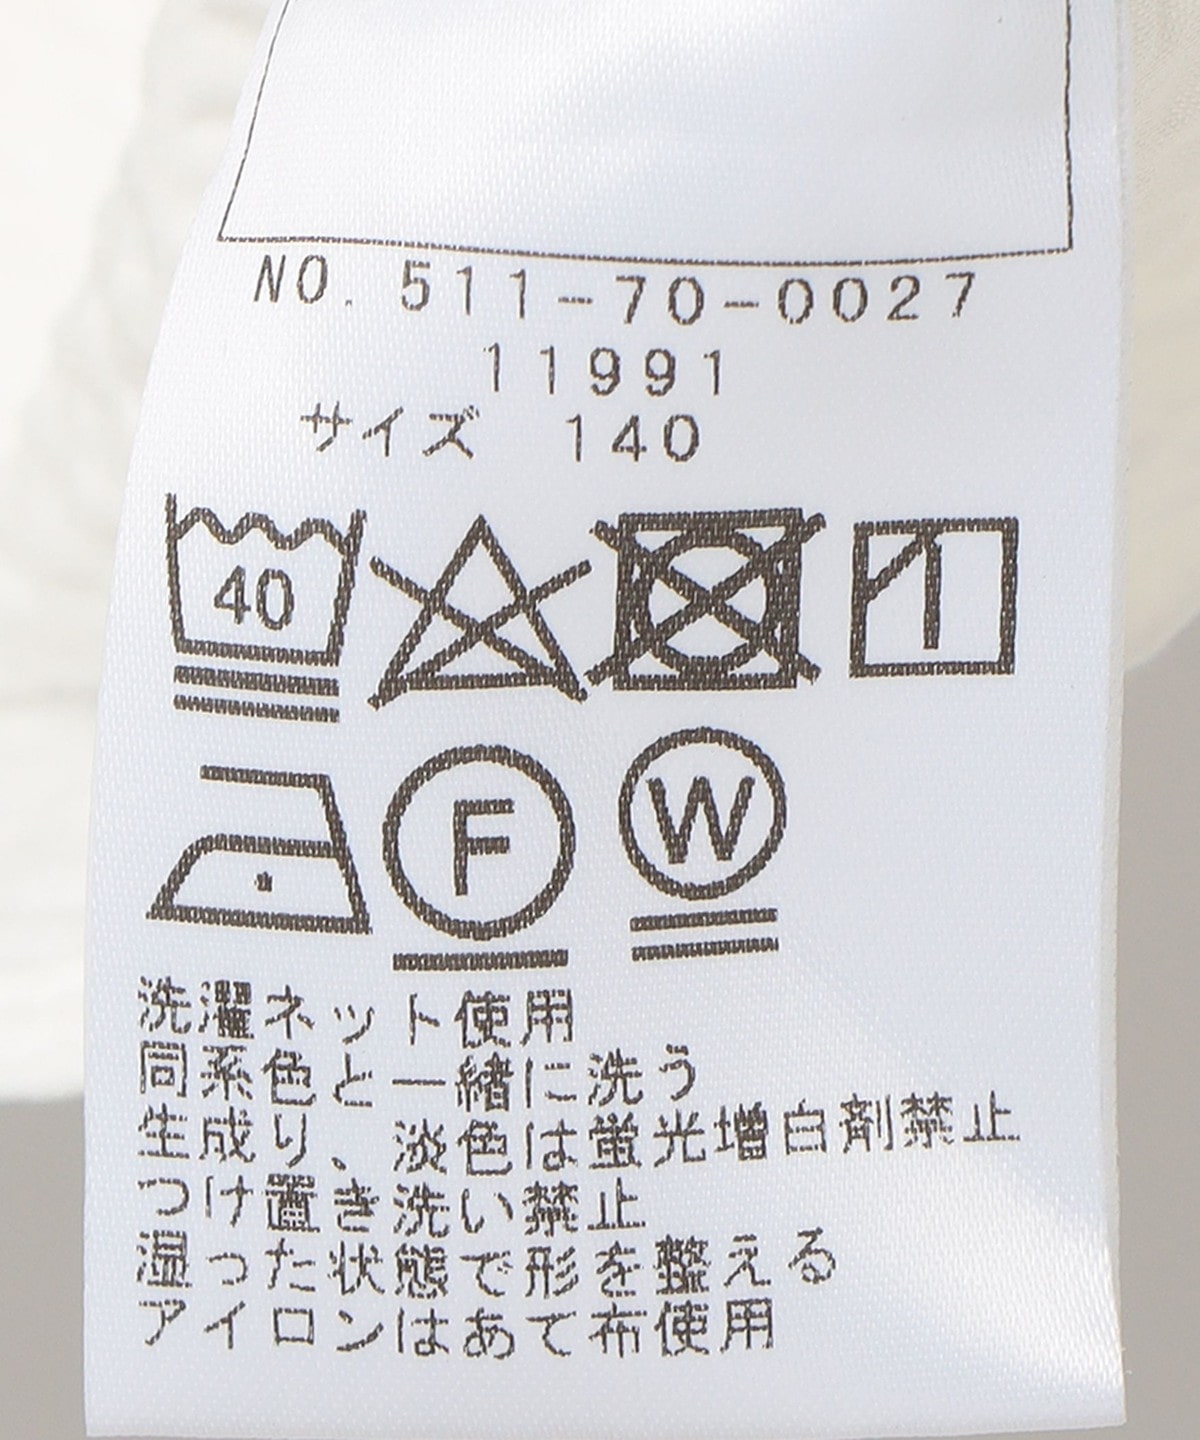 NO. 511-70-0027
11991
サイズ 140
40
F
W
洗濯ネット使用
同系色と一緒に洗う
生成り、淡色は蛍光増白剤禁止
つけ置き洗い禁止
湿った状態で形を整える
アイロンはあて布使用